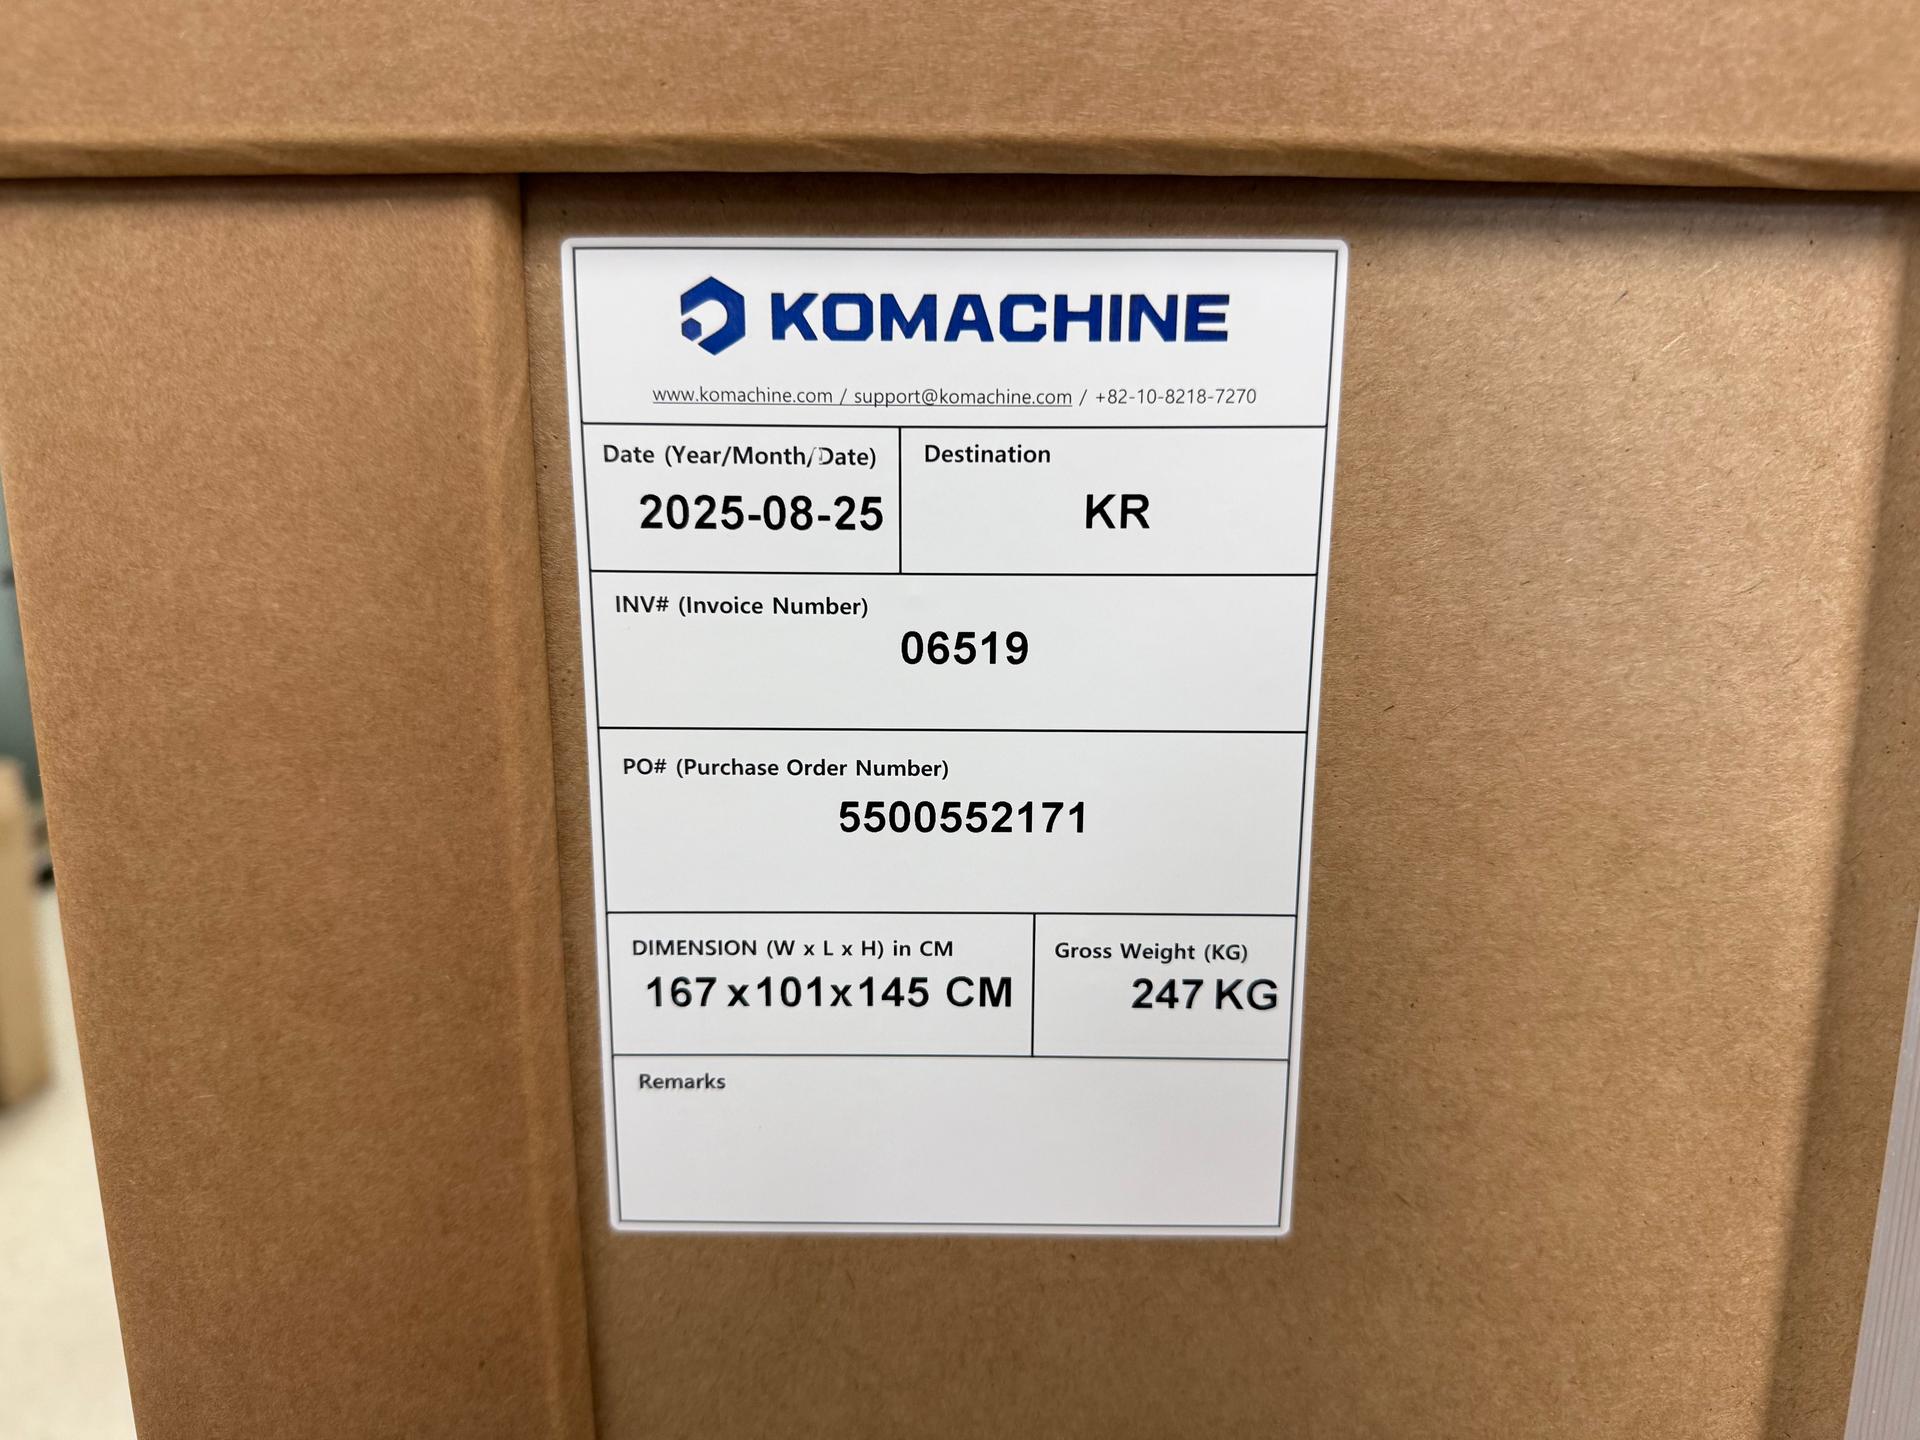 KOMACHINE
www.komachine.com / support@komachine.com / +82-10-8218-7270
Date (Year/Month/Date)
2025-08-25
Destination
KR
INV# (Invoice Number)
06519
PO# (Purchase Order Number)
5500552171
DIMENSION (W x L x H) in CM
167 x101x145 CM
Gross Weight (KG)
247 KG
Remarks